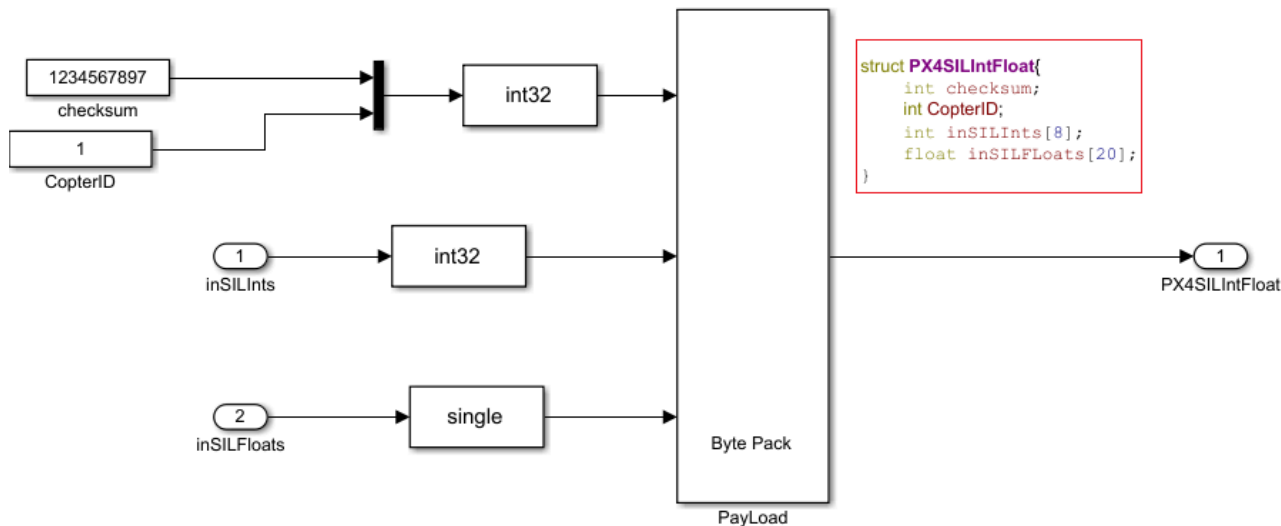 1234567897
checksum
1
CopterID
int32
1
inSILInts
int32
2
inSILFloats
single
Byte Pack
PayLoad
struct PX4SILIntFloat{
int checksum;
int CopterID;
int inSILInts[8];
float inSILFLoats[20];
}
1
PX4SILIntFloat